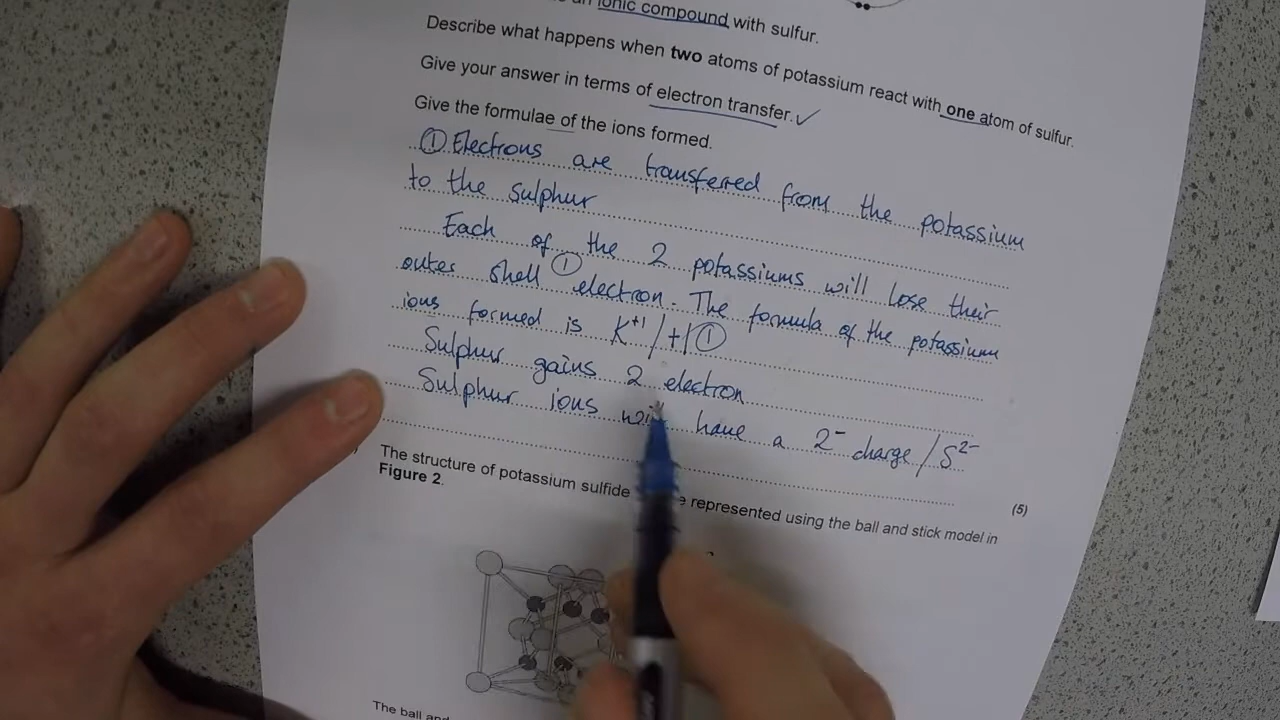 an ionic compound with sulfur.
Describe what happens when two atoms of potassium react with one atom of sulfur.
Give your answer in terms of electron transfer. ✓
Give the formulae of the ions formed.
① Electrons are transferred from the potassium
to the sulphur
Each of the 2 potassiums will lose their
outer shell ① electron. The formula of the potassium
ions formed is K+1/+/①
Sulphur gains 2 electron
Sulphur ions will have a 2- charge / S2-
(5)
The structure of potassium sulfide represented using the ball and stick model in
Figure 2.
The ball and